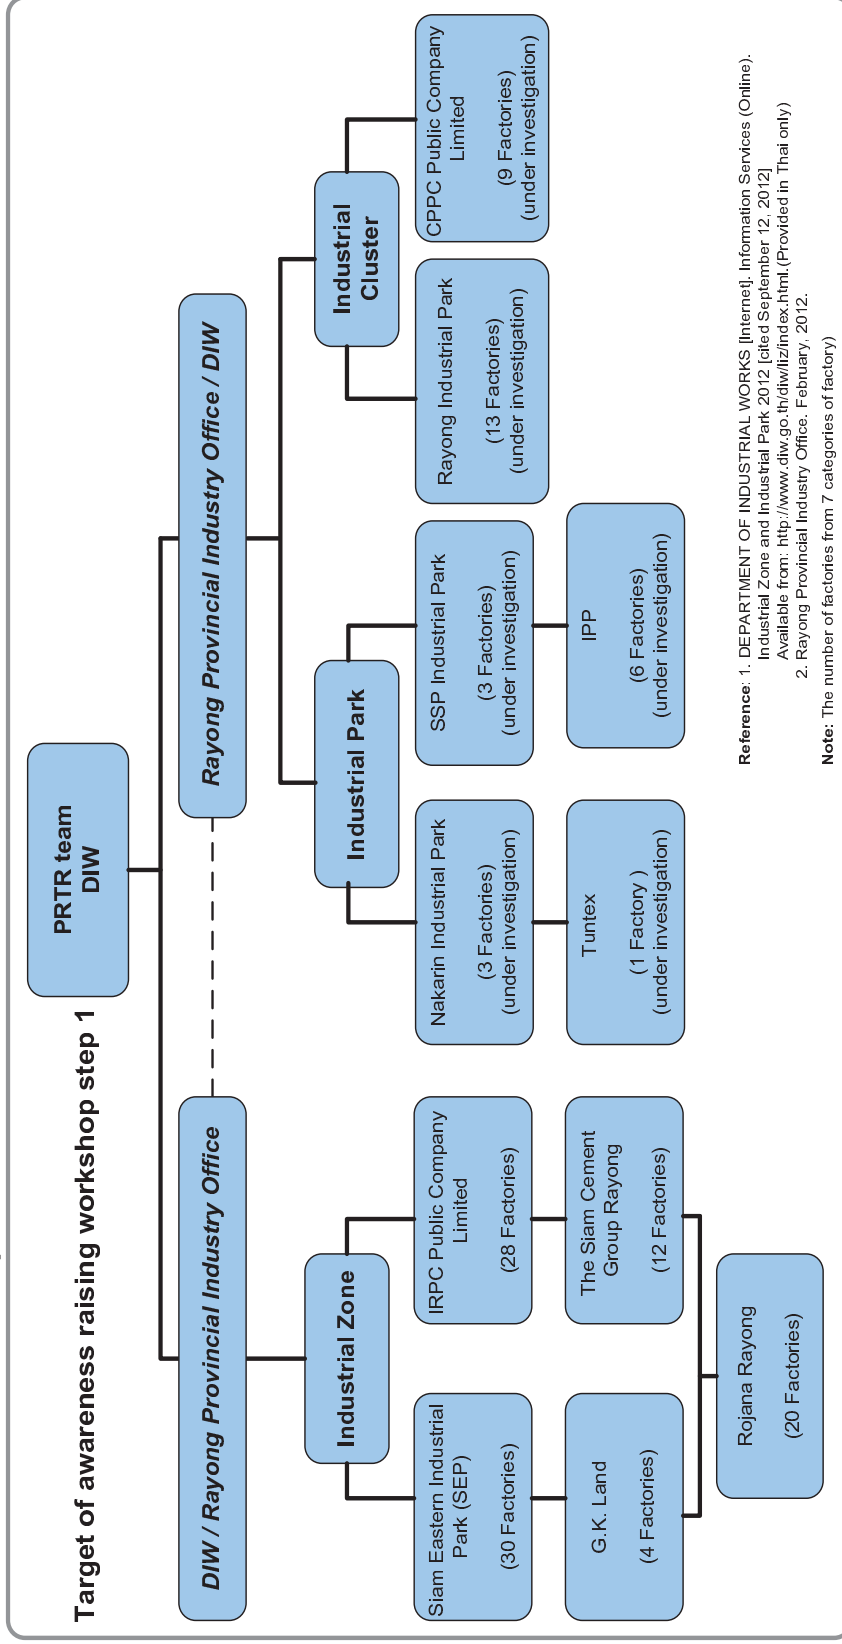 Target of awareness raising workshop step 1
PRTR team
DIW
DIW / Rayong Provincial Industry Office
Rayong Provincial Industry Office / DIW
Industrial Zone
Industrial Park
Industrial Cluster
Siam Eastern Industrial
Park (SEP)
(30 Factories)
IRPC Public Company
Limited
(28 Factories)
G.K. Land
(4 Factories)
The Siam Cement
Group Rayong
(12 Factories)
Rojana Rayong
(20 Factories)
Nakarin Industrial Park
(3 Factories)
(under investigation)
SSP Industrial Park
(3 Factories)
(under investigation)
Tuntex
(1 Factory )
(under investigation)
IPP
(6 Factories)
(under investigation)
Rayong Industrial Park
(13 Factories)
(under investigation)
CPPC Public Company
Limited
(9 Factories)
(under investigation)
Reference: 1. DEPARTMENT OF INDUSTRIAL WORKS [Internet]. Information Services (Online).
Industrial Zone and Industrial Park 2012 [cited September 12, 2012]
Available from: http://www.diw.go.th/diw/liz/index.html.(Provided in Thai only)
2. Rayong Provincial Industry Office. February, 2012.
Note: The number of factories from 7 categories of factory)